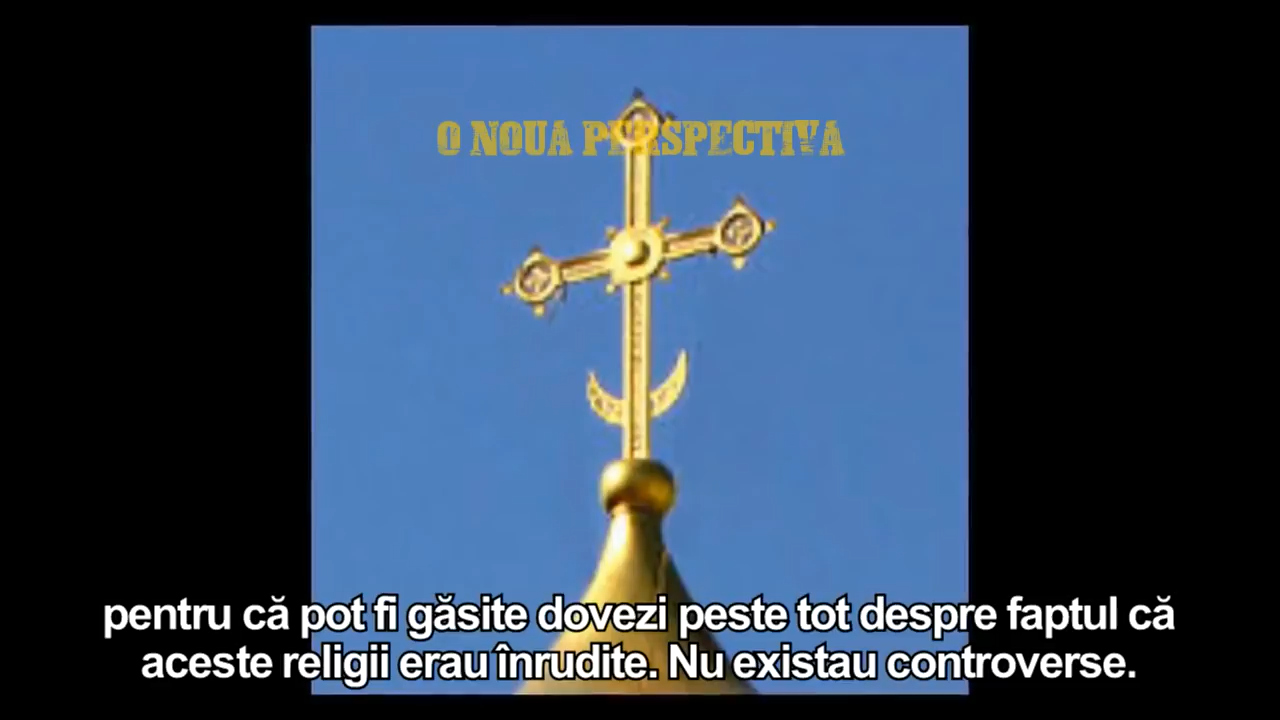 O NOUA PERSPECTIVA
pentru că pot fi găsite dovezi peste tot despre faptul că
aceste religii erau înrudite. Nu existau controverse.